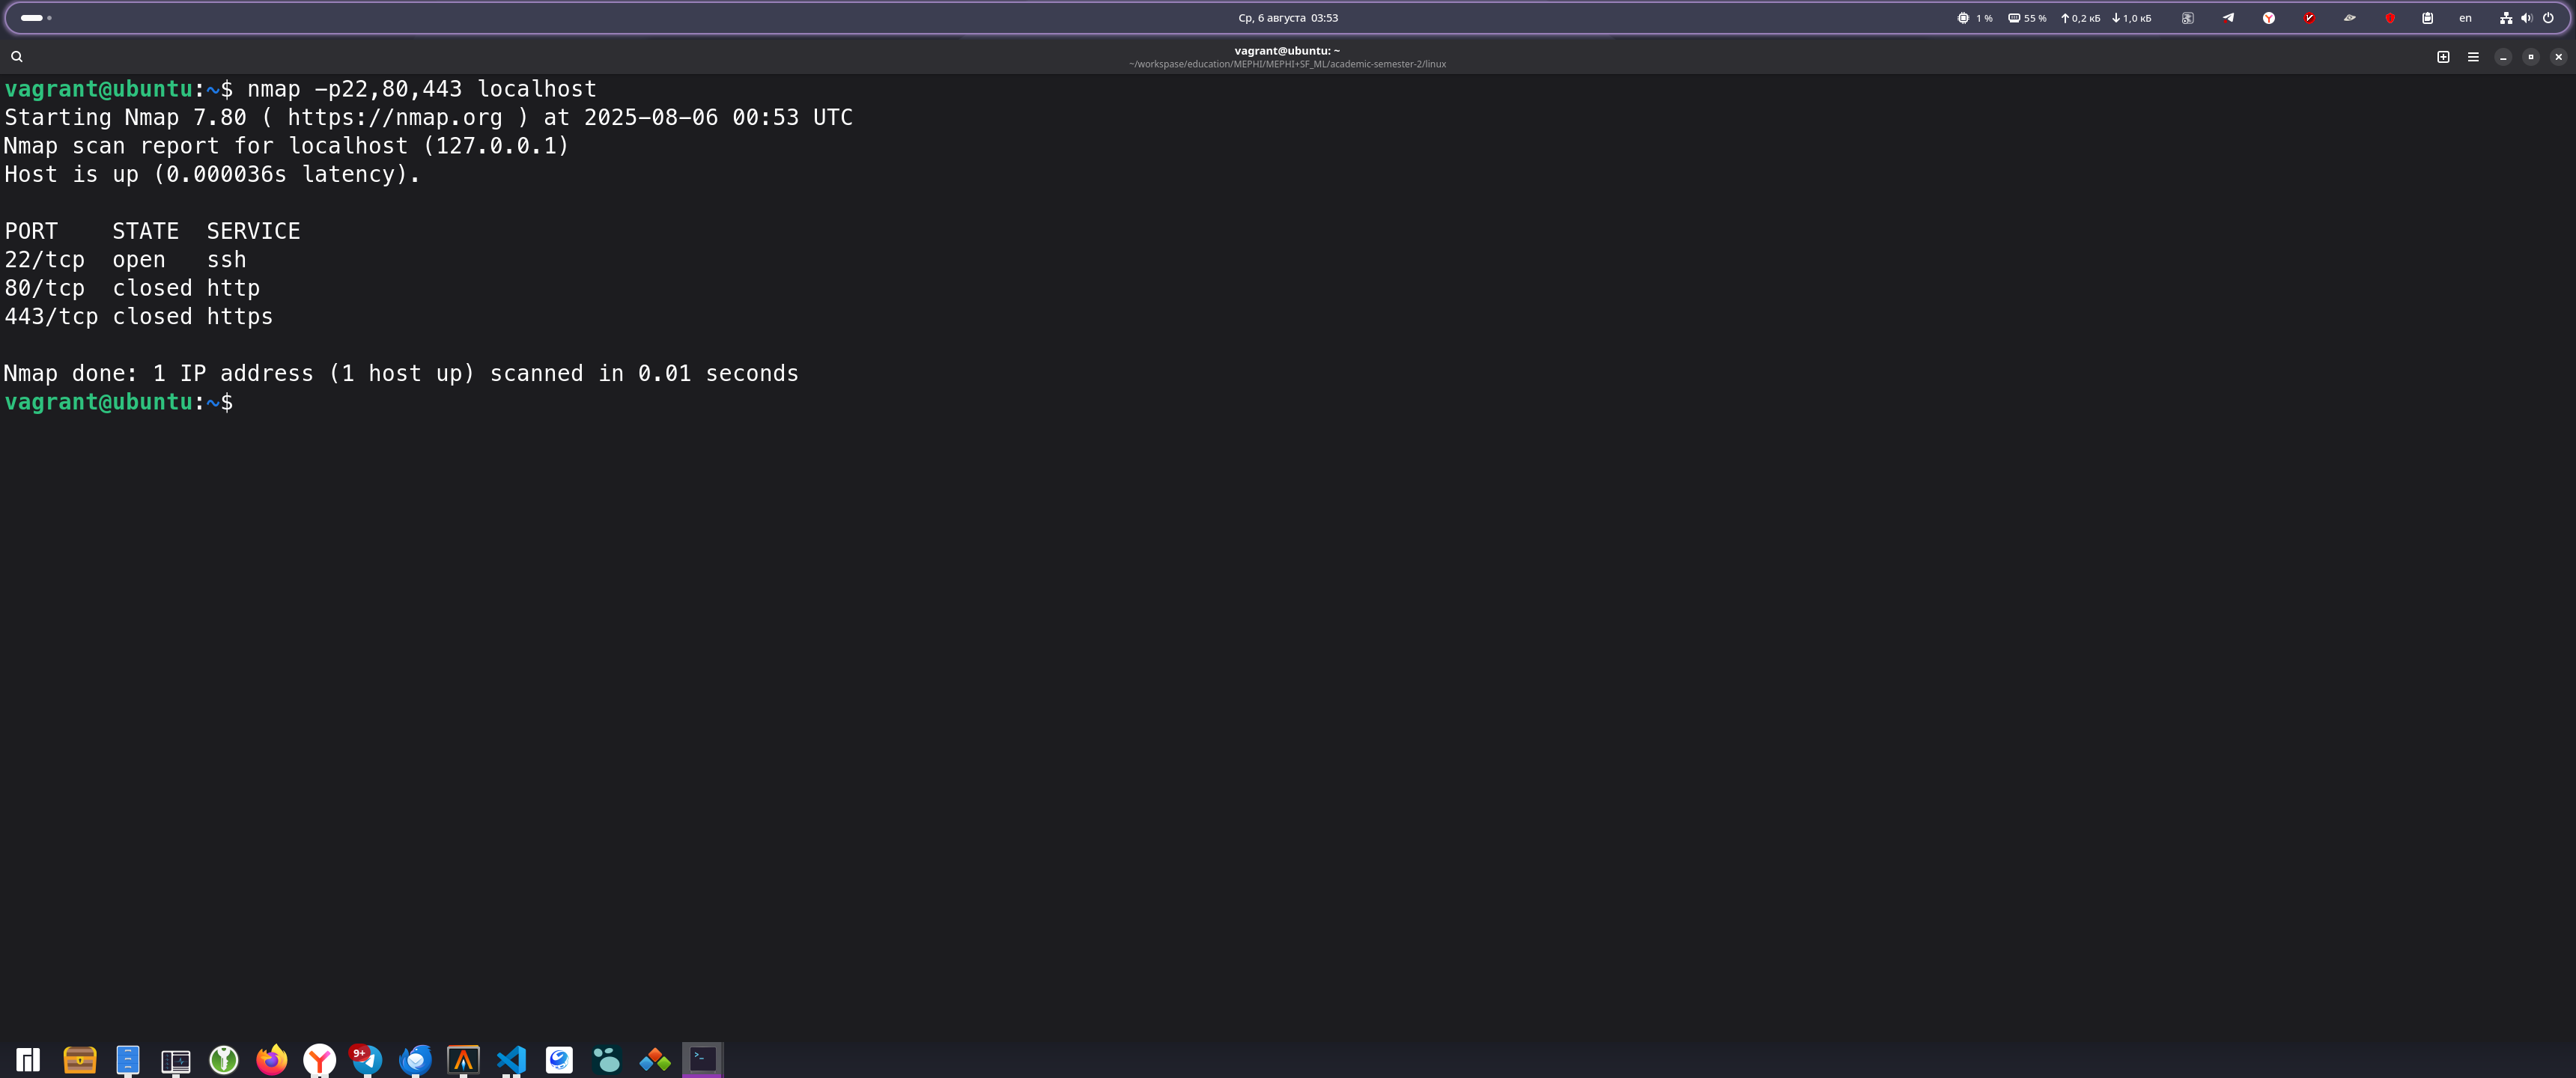 Ср, 6 августа 03:53
1 % 55 % 0,2 кБ 1,0 кБ en
vagrant@ubuntu: ~
~/workspase/education/MEPHI/MEPHI+SF_ML/academic-semester-2/linux
vagrant@ubuntu:~$ nmap -p22,80,443 localhost
Starting Nmap 7.80 ( https://nmap.org ) at 2025-08-06 00:53 UTC
Nmap scan report for localhost (127.0.0.1)
Host is up (0.000036s latency).
PORT    STATE  SERVICE
22/tcp  open   ssh
80/tcp  closed http
443/tcp closed https
Nmap done: 1 IP address (1 host up) scanned in 0.01 seconds
vagrant@ubuntu:~$
9+